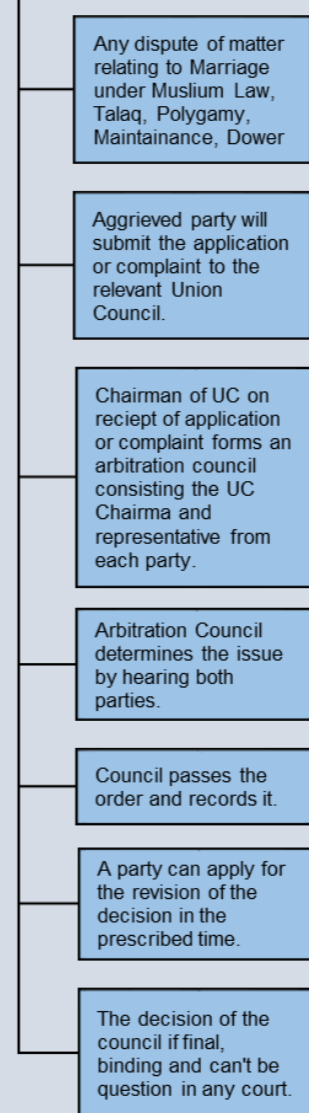 Any dispute of matter
relating to Marriage
under Muslium Law,
Talaq, Polygamy,
Maintainance, Dower
Aggrieved party will
submit the application
or complaint to the
relevant Union
Council.
Chairman of UC on
reciept of application
or complaint forms an
arbitration council
consisting the UC
Chairma and
representative from
each party.
Arbitration Council
determines the issue
by hearing both
parties.
Council passes the
order and records it.
A party can apply for
the revision of the
decision in the
prescribed time.
The decision of the
council if final,
binding and can't be
question in any court.